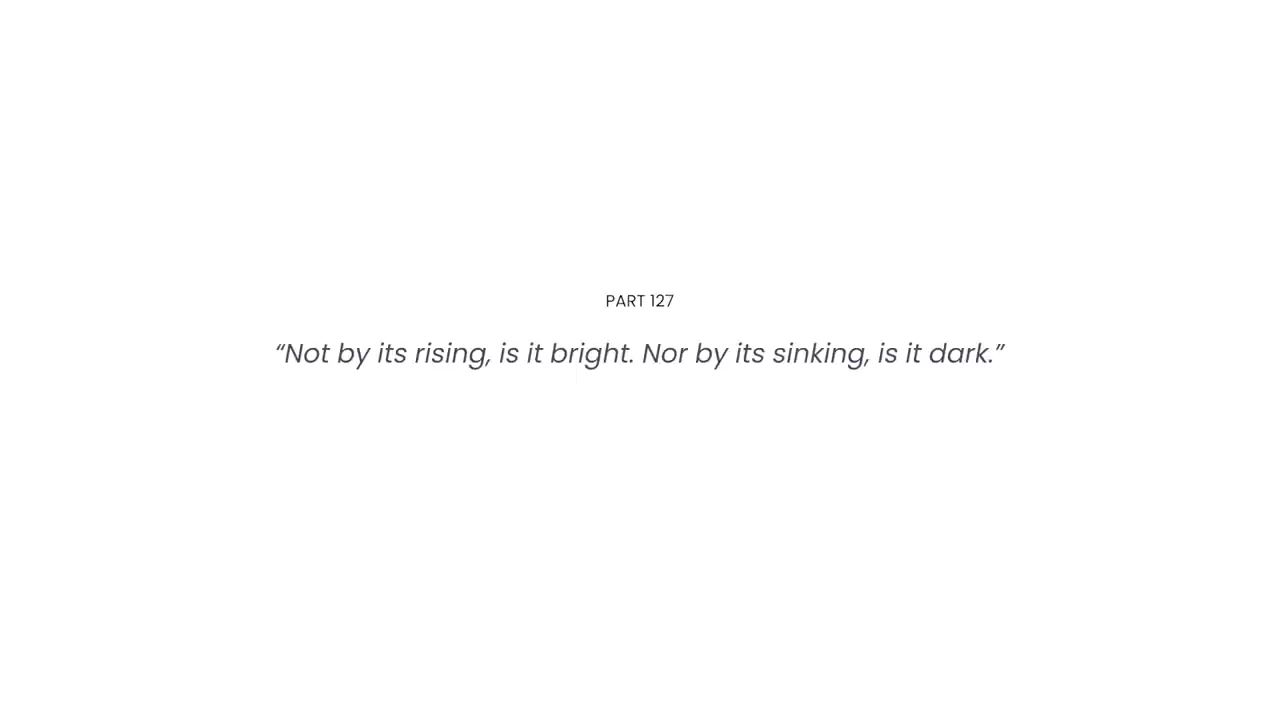 PART 127
“Not by its rising, is it bright. Nor by its sinking, is it dark.”